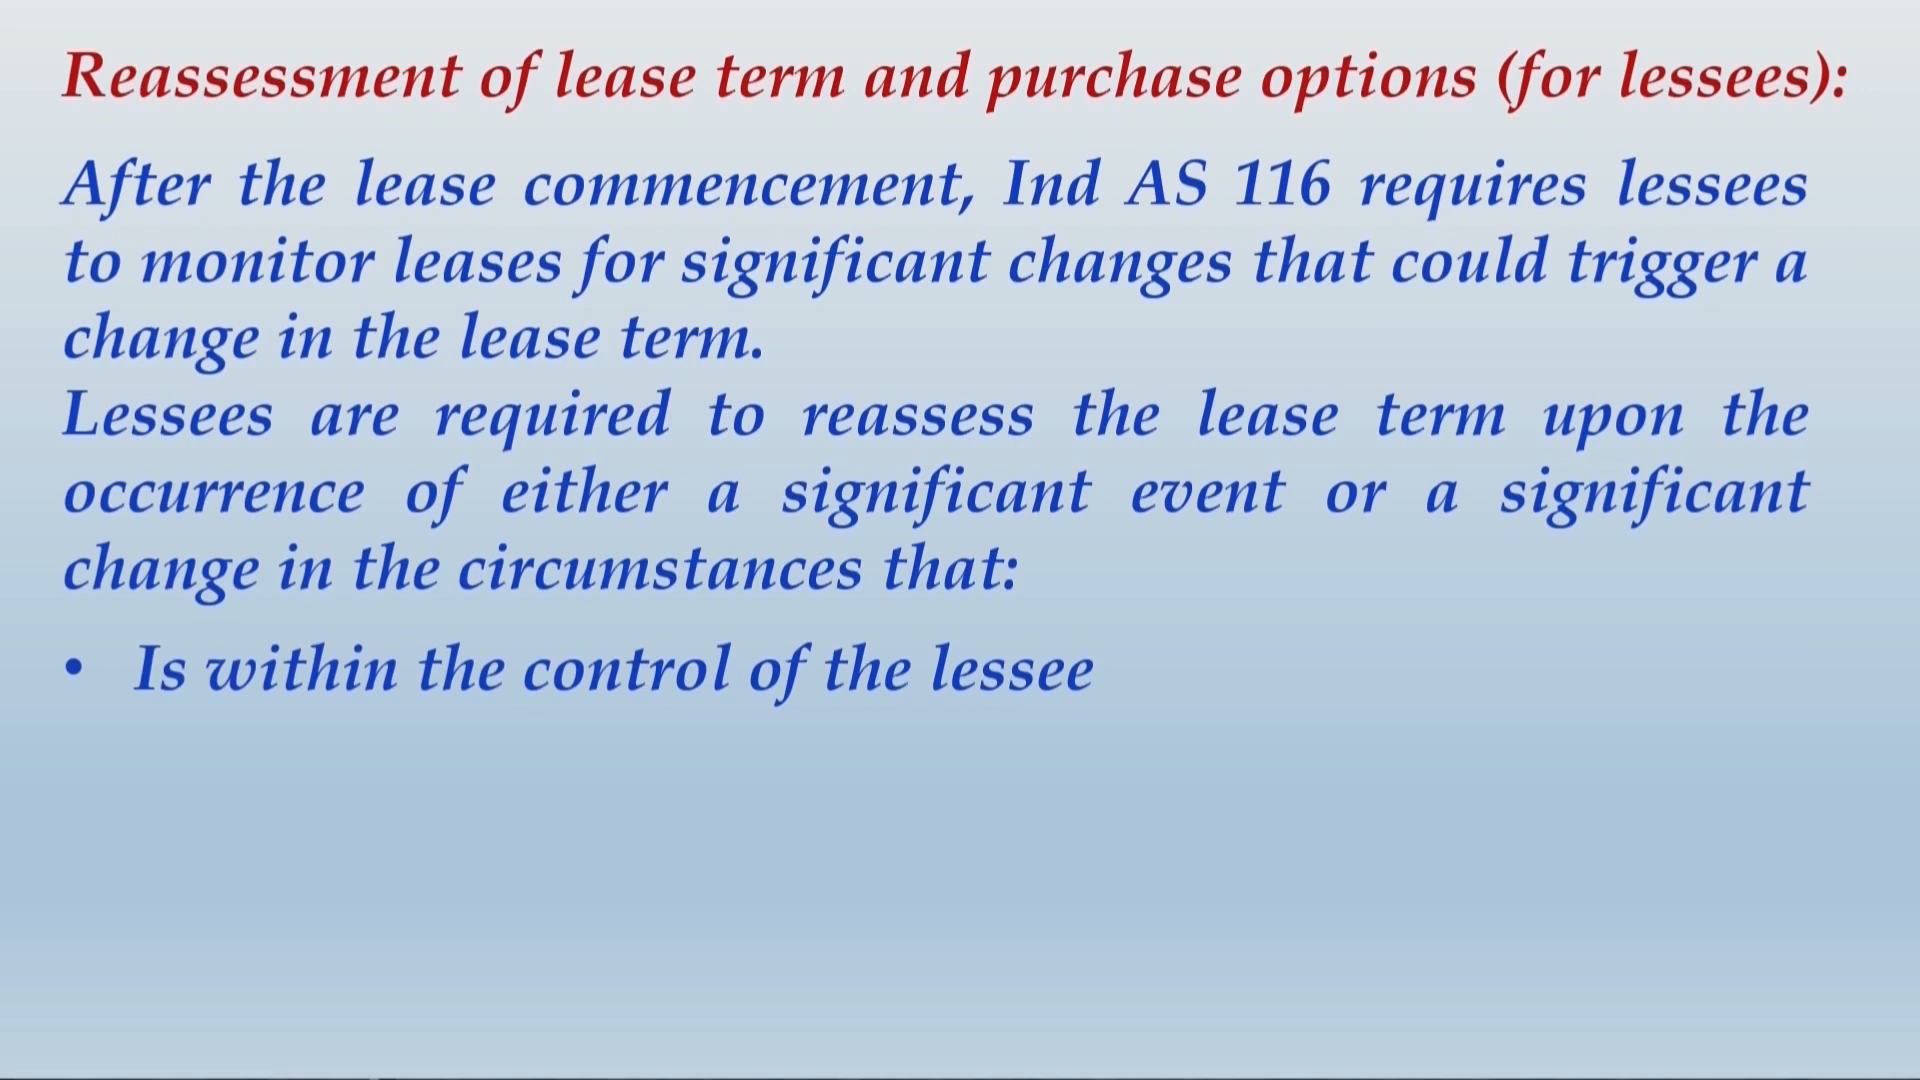 Reassessment of lease term and purchase options (for lessees):
After the lease commencement, Ind AS 116 requires lessees
to monitor leases for significant changes that could trigger a
change in the lease term.
Lessees are required to reassess the lease term upon the
occurrence of either a significant event or a significant
change in the circumstances that:
• Is within the control of the lessee